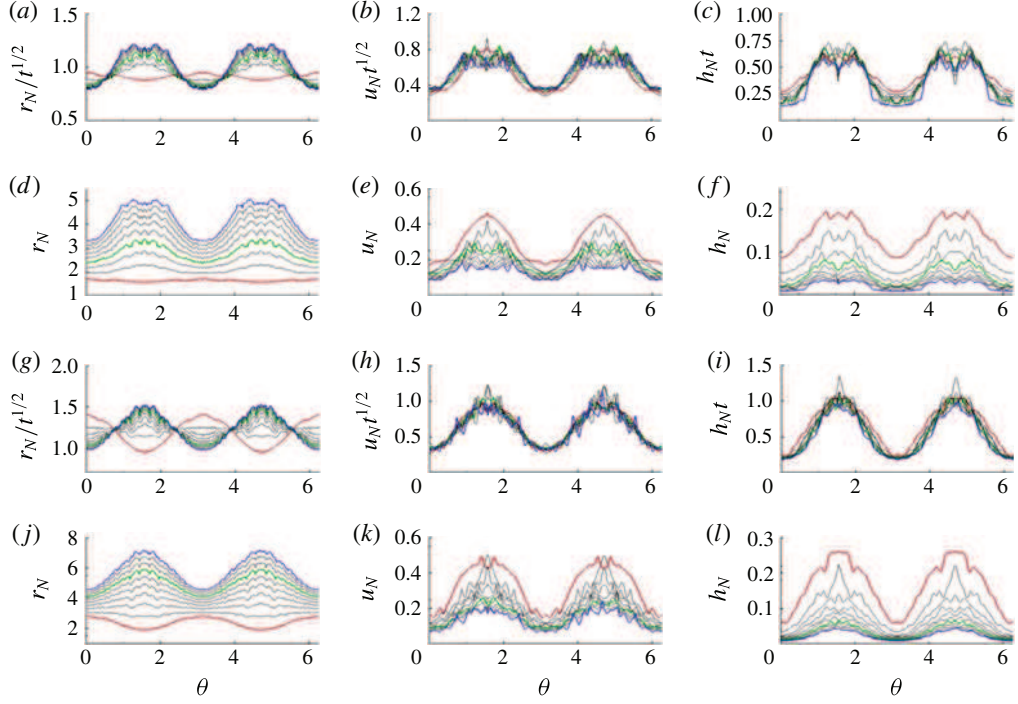 (a) 1.5 1.0 0.5 r_N/t^{1/2} 0 2 4 6
(b) 1.2 0.8 0.4 0 u_N t^{1/2} 2 4 6
(c) 1.00 0.75 0.50 0.25 0 h_N t 2 4 6
(d) 5 4 3 2 1 r_N 0 2 4 6
(e) 0.6 0.4 0.2 0 u_N 2 4 6
(f) 0.2 0.1 0 h_N 2 4 6
(g) 2.0 1.5 1.0 r_N/t^{1/2} 0 2 4 6
(h) 1.5 1.0 0.5 0 u_N t^{1/2} 2 4 6
(i) 1.5 1.0 0.5 0 h_N t 2 4 6
(j) 8 6 4 2 r_N 0 2 4 6 θ
(k) 0.6 0.4 0.2 0 u_N 2 4 6 θ
(l) 0.3 0.2 0.1 0 h_N 2 4 6 θ